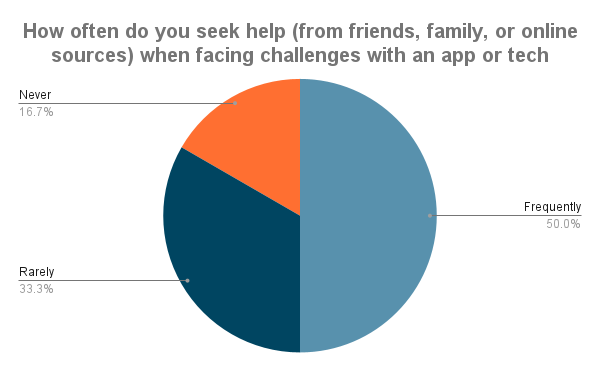 How often do you seek help (from friends, family, or online
sources) when facing challenges with an app or tech
Never
16.7%
Frequently
50.0%
Rarely
33.3%